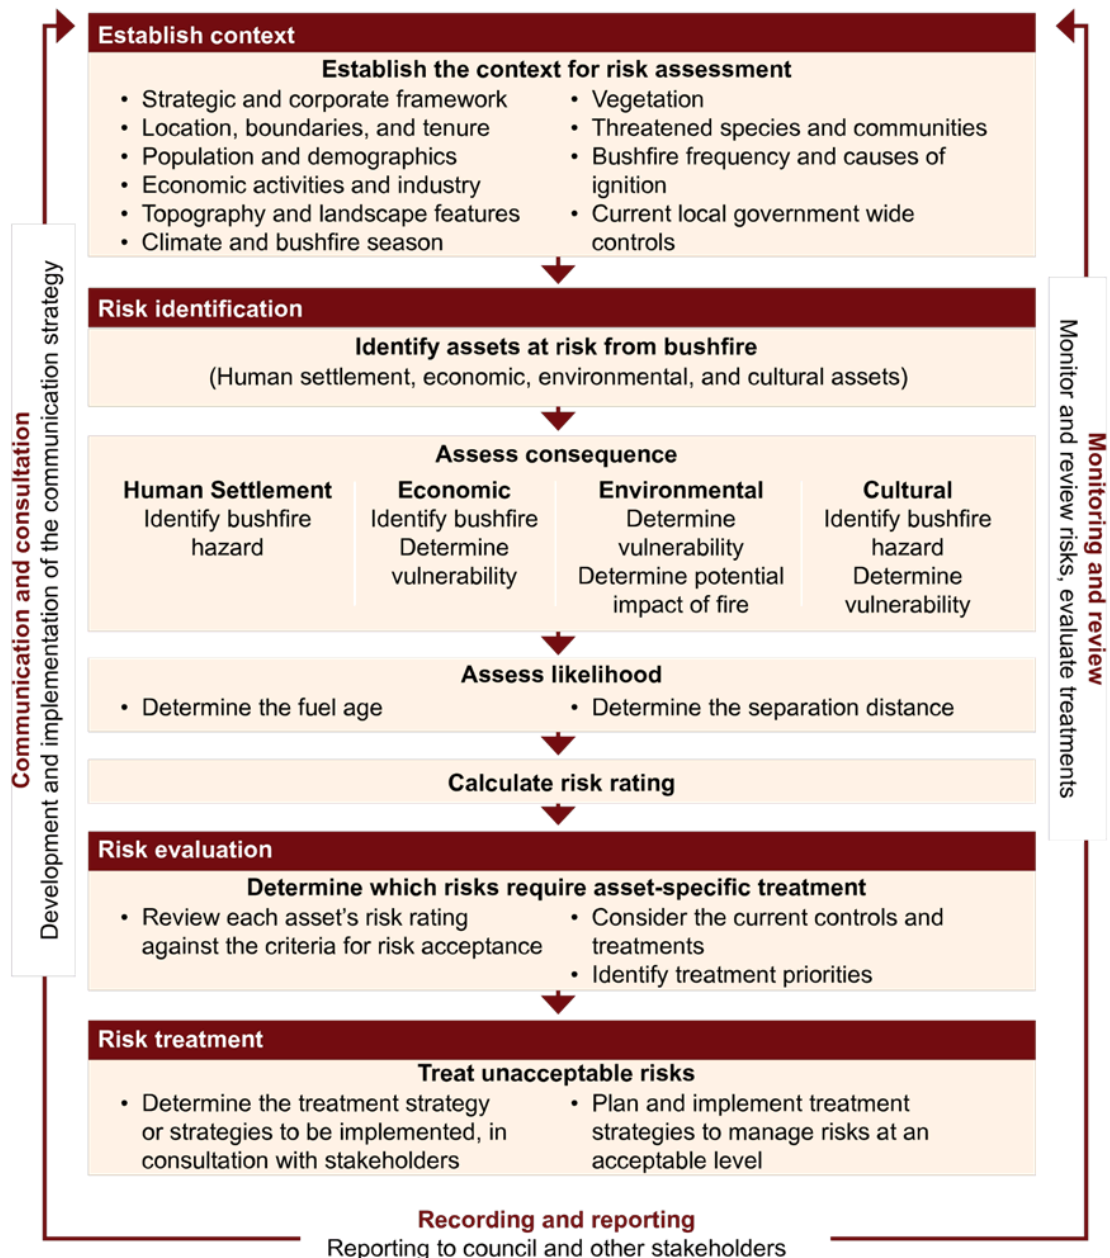 Establish context
Establish the context for risk assessment
• Strategic and corporate framework
• Location, boundaries, and tenure
• Population and demographics
• Economic activities and industry
• Topography and landscape features
• Climate and bushfire season
• Vegetation
• Threatened species and communities
• Bushfire frequency and causes of
ignition
• Current local government wide
controls
Risk identification
Identify assets at risk from bushfire
(Human settlement, economic, environmental, and cultural assets)
Assess consequence
Human Settlement
Identify bushfire
hazard
Economic
Identify bushfire
Determine
vulnerability
Environmental
Determine
vulnerability
Determine potential
impact of fire
Cultural
Identify bushfire
hazard
Determine
vulnerability
Assess likelihood
• Determine the fuel age
• Determine the separation distance
Calculate risk rating
Risk evaluation
Determine which risks require asset-specific treatment
• Review each asset's risk rating
against the criteria for risk acceptance
• Consider the current controls and
treatments
• Identify treatment priorities
Risk treatment
Treat unacceptable risks
• Determine the treatment strategy
or strategies to be implemented, in
consultation with stakeholders
• Plan and implement treatment
strategies to manage risks at an
acceptable level
Communication and consultation
Development and implementation of the communication strategy
Monitoring and review
Monitor and review risks, evaluate treatments
Recording and reporting
Reporting to council and other stakeholders